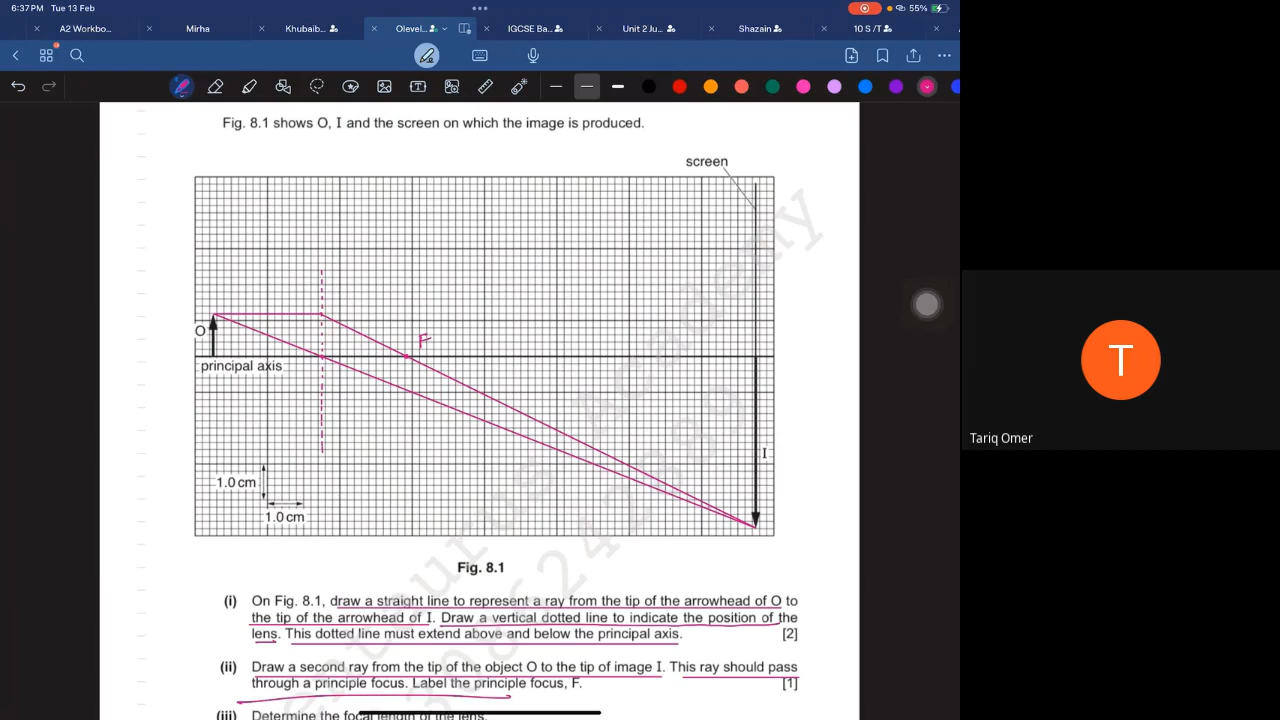 6:37PM Tue 13 Feb
55%
A2 Workbo...
Mirha
Khubaib...
Olevel...
IGCSE Ba...
Unit 2 Ju...
Shazain
10 S /T
Fig. 8.1 shows O, I and the screen on which the image is produced.
screen
O
F
principal axis
I
1.0 cm
1.0 cm
Fig. 8.1
(i) On Fig. 8.1, draw a straight line to represent a ray from the tip of the arrowhead of O to
the tip of the arrowhead of I. Draw a vertical dotted line to indicate the position of the
lens. This dotted line must extend above and below the principal axis. [2]
(ii) Draw a second ray from the tip of the object O to the tip of image I. This ray should pass
through a principle focus. Label the principle focus, F. [1]
(iii) Determine the focal length of the lens.
T
Tariq Omer
Academy